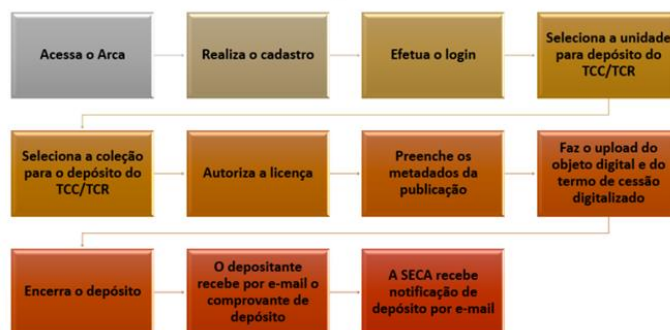 Acessa o Arca
Realiza o cadastro
Efetua o login
Seleciona a unidade
para depósito do
TCC/TCR
Seleciona a coleção
para o depósito do
TCC/TCR
Autoriza a licença
Preenche os
metadados da
publicação
Faz o upload do
objeto digital e do
termo de cessão
digitalizado
Encerra o depósito
O depositante
recebe por e-mail o
comprovante de
depósito
A SECA recebe
notificação de
depósito por e-mail